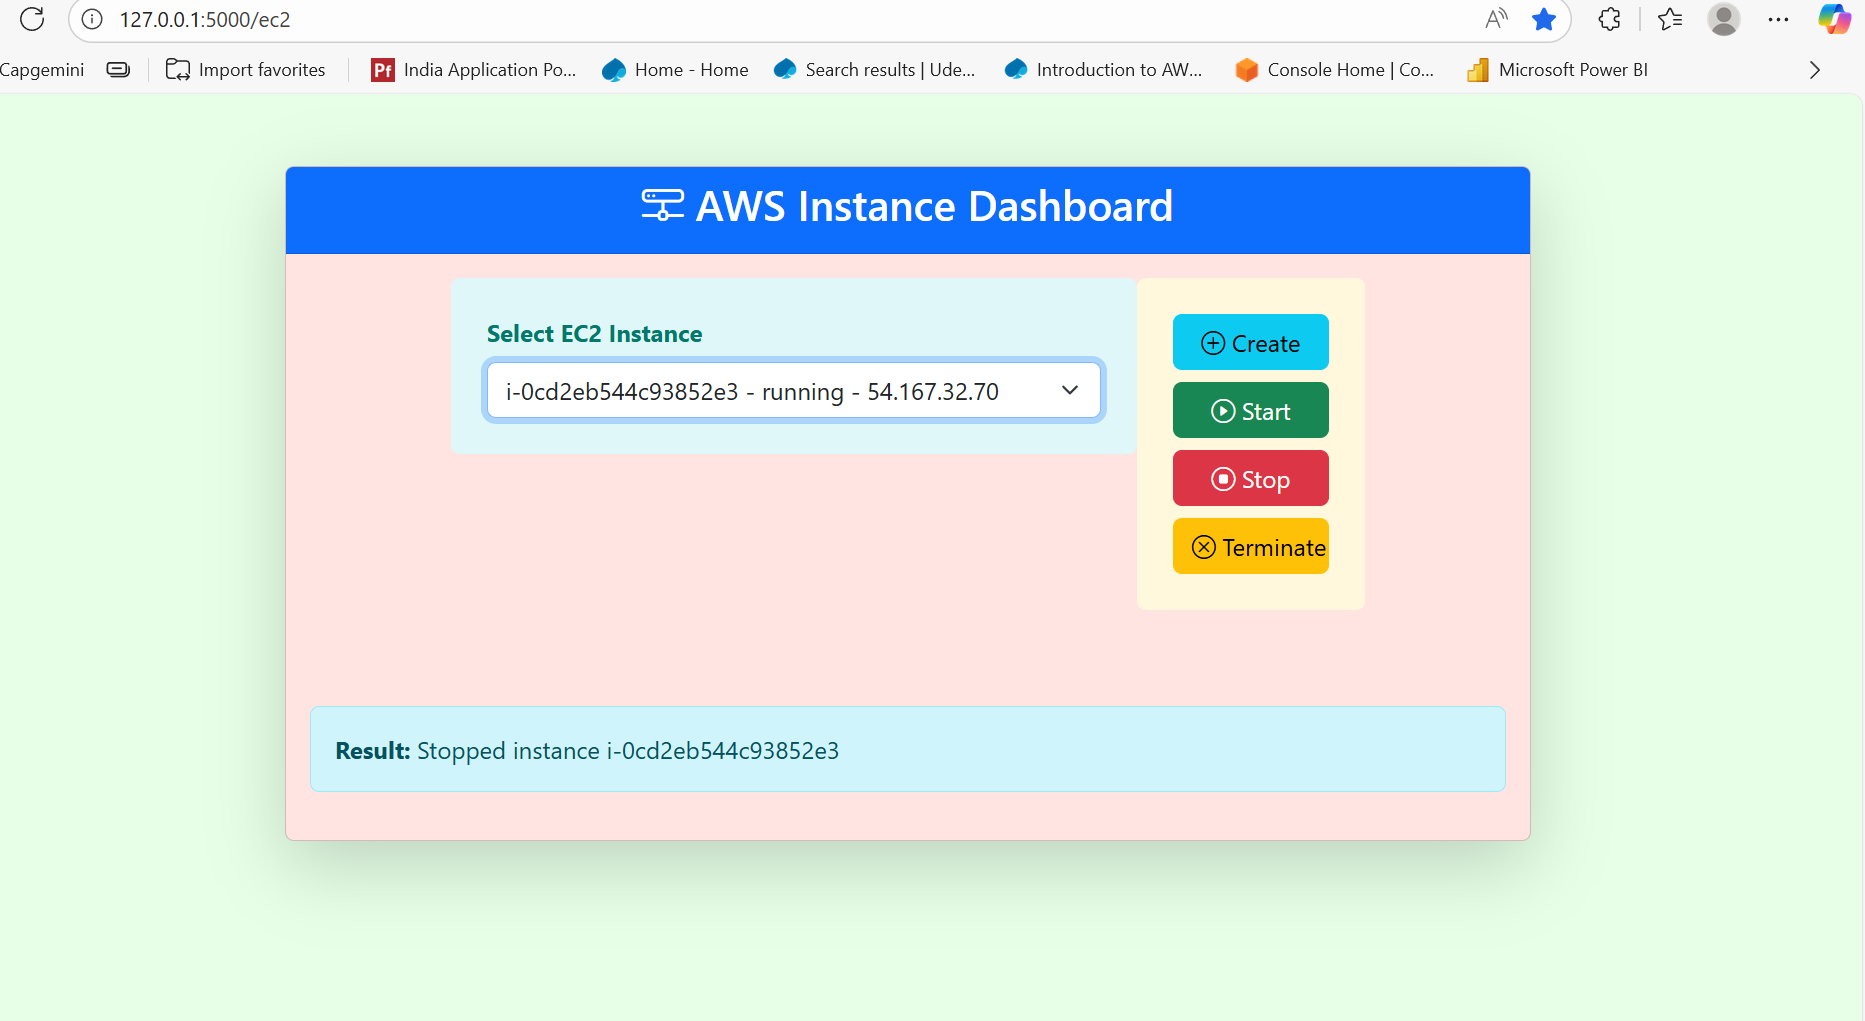 127.0.0.1:5000/ec2
Capgemini
Import favorites
Pf India Application Po...
Home - Home
Search results | Ude...
Introduction to AW...
Console Home | Co...
Microsoft Power BI
AWS Instance Dashboard
Select EC2 Instance
i-0cd2eb544c93852e3 - running - 54.167.32.70
Create
Start
Stop
Terminate
Result: Stopped instance i-0cd2eb544c93852e3